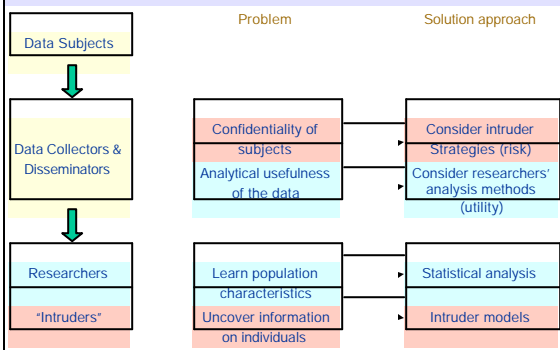 Problem
Solution approach
Data Subjects
Data Collectors &
Disseminators
Confidentiality of
subjects
Analytical usefulness
of the data
Consider intruder
Strategies (risk)
Consider researchers'
analysis methods
(utility)
Researchers
"Intruders"
Learn population
characteristics
Uncover information
on individuals
Statistical analysis
Intruder models